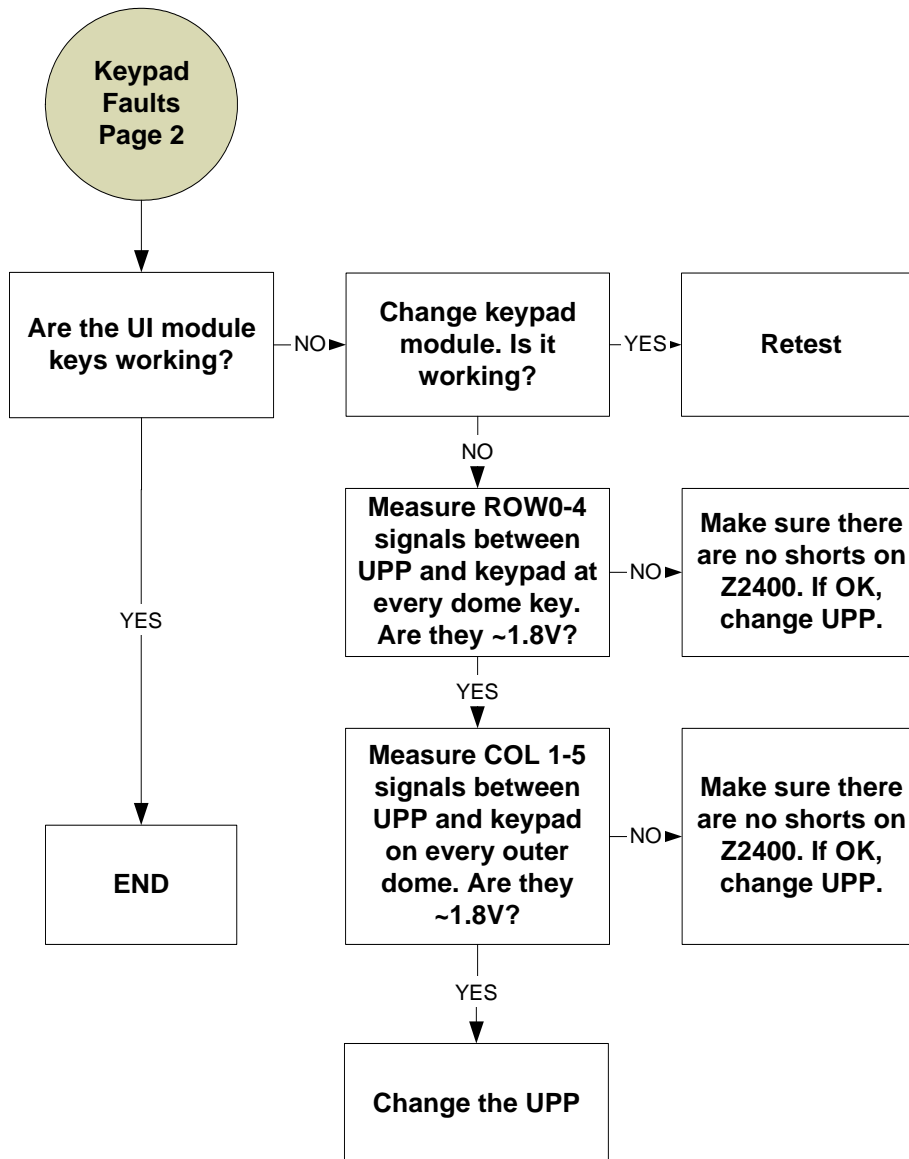 Keypad
Faults
Page 2
Are the UI module
keys working?
NO
Change keypad
module. Is it
working?
YES
Retest
NO
Measure ROW0-4
signals between
UPP and keypad at
every dome key.
Are they ~1.8V?
NO
Make sure there
are no shorts on
Z2400. If OK,
change UPP.
YES
YES
Measure COL 1-5
signals between
UPP and keypad
on every outer
dome. Are they
~1.8V?
NO
Make sure there
are no shorts on
Z2400. If OK,
change UPP.
END
YES
Change the UPP